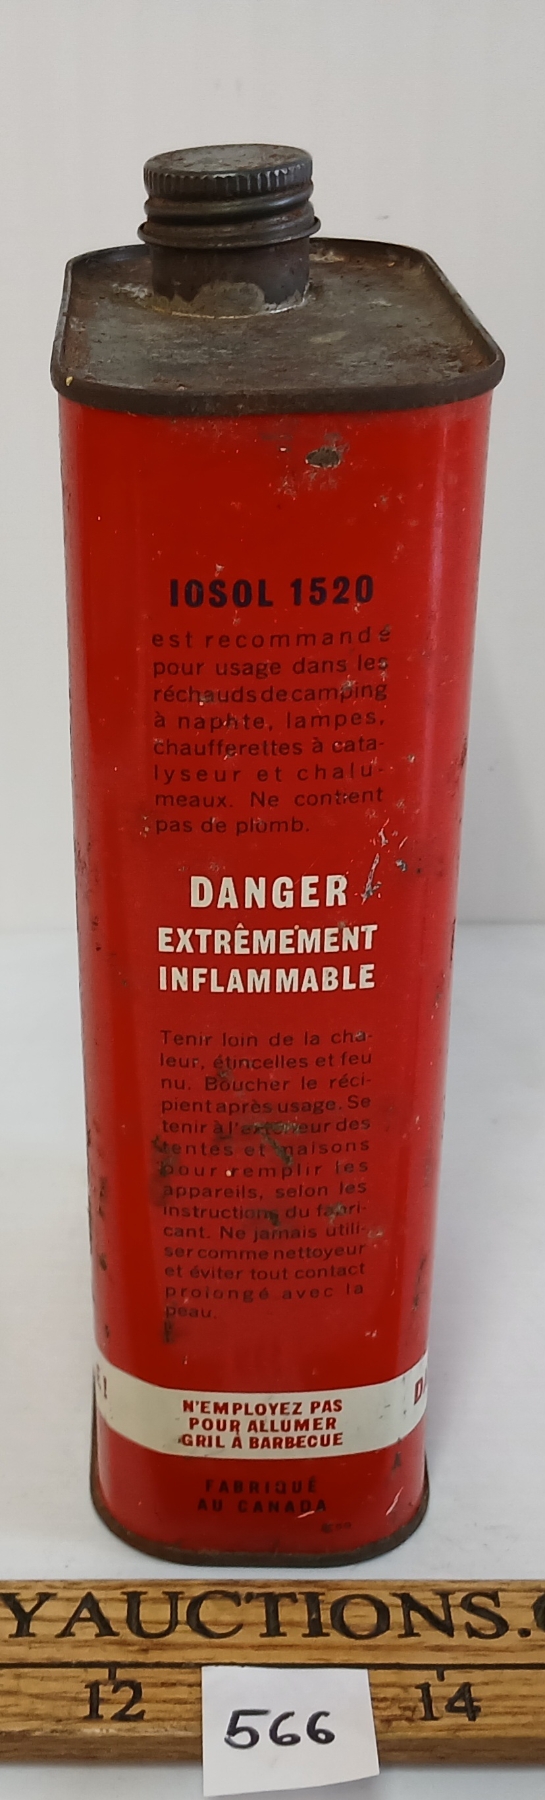 IOSOL 1520
est recommandé
pour usage dans les
réchauds de camping
à naphte, lampes,
chaufferettes à cata-
lyseur et chalu-
meaux. Ne contient
pas de plomb.
DANGER
EXTRÊMEMENT
INFLAMMABLE
Tenir loin de la cha-
leur, étincelles et feu
nu. Boucher le réci-
pient après usage. Se
tenir à l'extérieur des
tentes et maisons
pour remplir les
appareils, selon les
instructions du fabri-
cant. Ne jamais utili-
ser comme nettoyeur
et éviter tout contact
prolongé avec la
peau.
N'EMPLOYEZ PAS
POUR ALLUMER
GRIL À BARBECUE
FABRIQUÉ
AU CANADA
YAUCTIONS.
12 14
566